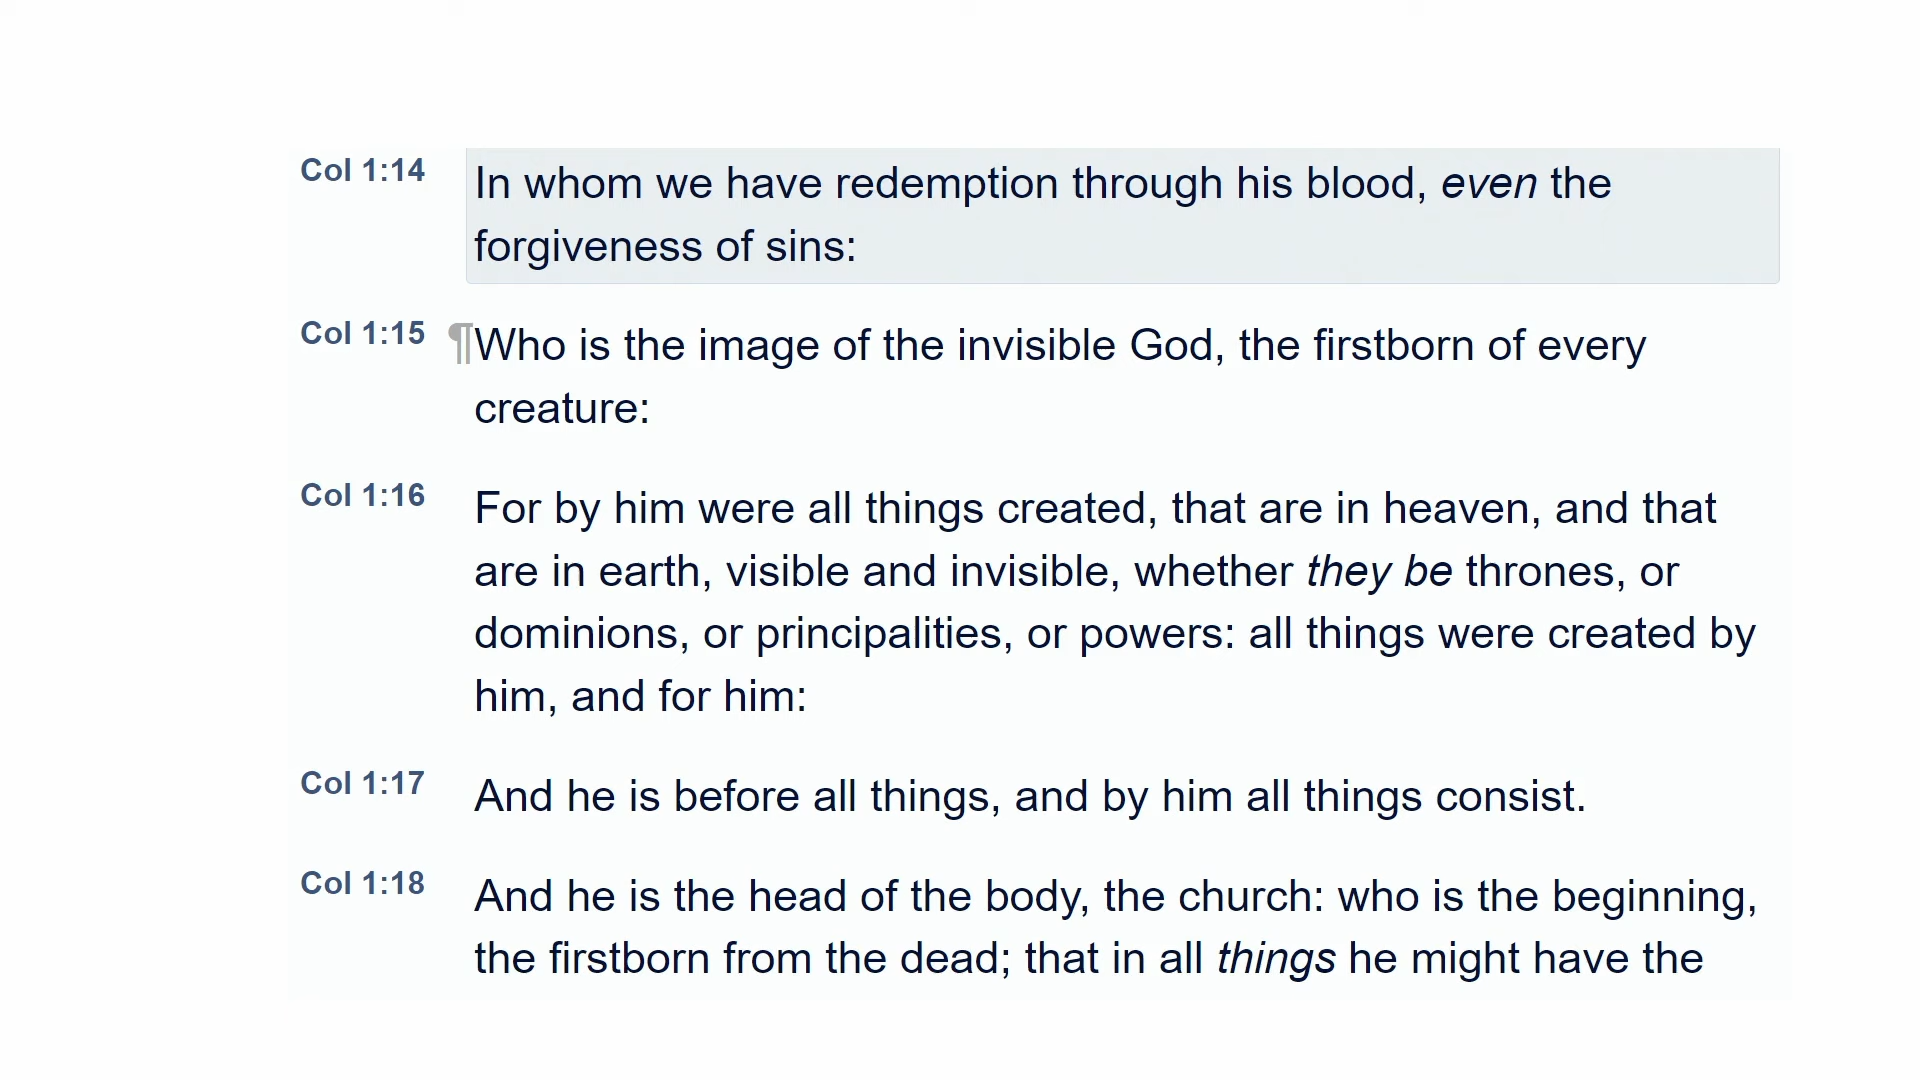 Col 1:14 In whom we have redemption through his blood, even the
forgiveness of sins:
Col 1:15 ¶Who is the image of the invisible God, the firstborn of every
creature:
Col 1:16 For by him were all things created, that are in heaven, and that
are in earth, visible and invisible, whether they be thrones, or
dominions, or principalities, or powers: all things were created by
him, and for him:
Col 1:17 And he is before all things, and by him all things consist.
Col 1:18 And he is the head of the body, the church: who is the beginning,
the firstborn from the dead; that in all things he might have the